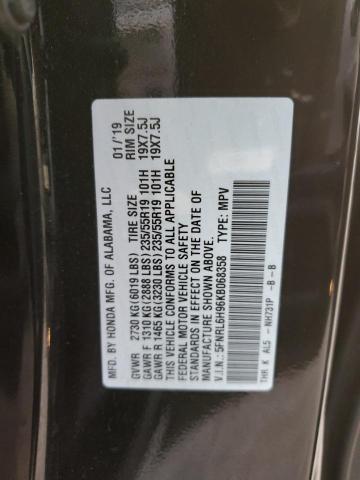 MFD. BY HONDA MFG. OF ALABAMA, LLC 01/'19
GVWR 2730 KG(6019 LBS) TIRE SIZE RIM SIZE
GAWR F 1310 KG(2888 LBS) 235/55R19 101H 19X7.5J
GAWR R 1465 KG(3230 LBS) 235/55R19 101H 19X7.5J
THIS VEHICLE CONFORMS TO ALL APPLICABLE
FEDERAL MOTOR VEHICLE SAFETY
STANDARDS IN EFFECT ON THE DATE OF
MANUFACTURE SHOWN ABOVE.
V.I.N.: 5FNRL6H96KB068358 TYPE: MPV
THR K AL5 -NH731P -B -B